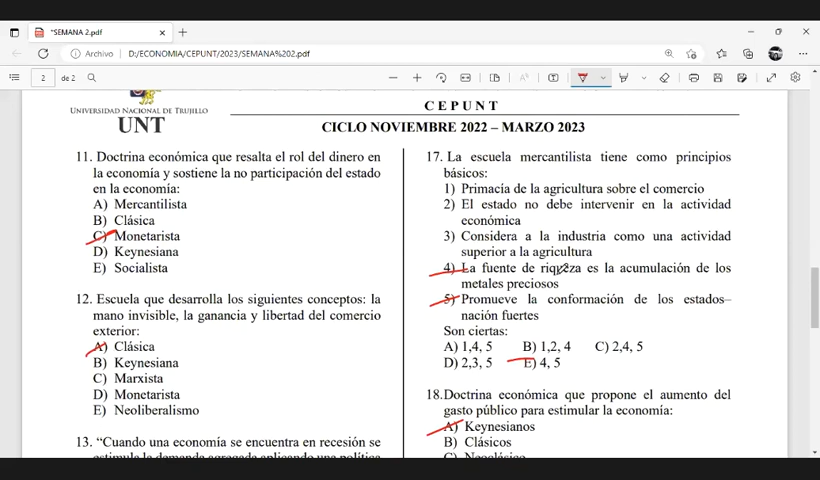 *SEMANA 2.pdf
Archivo
D:/ECONOMIA/CEPUNT/2023/SEMANA%202.pdf
2
de 2
UNIVERSIDAD NACIONAL DE TRUJILLO
UNT
CEPUNT
CICLO NOVIEMBRE 2022 – MARZO 2023
11. Doctrina económica que resalta el rol del dinero en
la economía y sostiene la no participación del estado
en la economía:
A) Mercantilista
B) Clásica
C) Monetarista
D) Keynesiana
E) Socialista
12. Escuela que desarrolla los siguientes conceptos: la
mano invisible, la ganancia y libertad del comercio
exterior:
A) Clásica
B) Keynesiana
C) Marxista
D) Monetarista
E) Neoliberalismo
13. “Cuando una economía se encuentra en recesión se
estimula la demanda agregada aplicando una política
17. La escuela mercantilista tiene como principios
básicos:
1) Primacía de la agricultura sobre el comercio
2) El estado no debe intervenir en la actividad
económica
3) Considera a la industria como una actividad
superior a la agricultura
4) La fuente de riqueza es la acumulación de los
metales preciosos
5) Promueve la conformación de los estados–
nación fuertes
Son ciertas:
A) 1,4, 5 B) 1,2, 4 C) 2,4, 5
D) 2,3, 5 E) 4, 5
18.Doctrina económica que propone el aumento del
gasto público para estimular la economía:
A) Keynesianos
B) Clásicos
C) Neoclásico